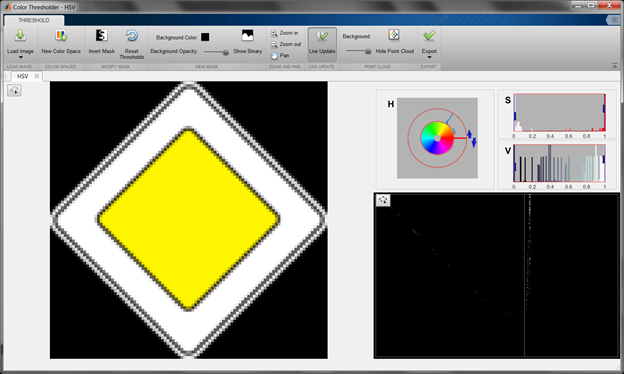 Color Thresholder - HSV
THRESHOLD
Load Image
New Color Space
Invert Mask
Reset
Thresholds
Background Color:
Background Opacity:
Show Binary
Zoom in
Zoom out
Pan
Live Update
Background
Hide Point Cloud
Export
LOAD IMAGE
COLOR SPACES
MODIFY MASK
VIEW MASK
ZOOM AND PAN
LIVE UPDATE
POINT CLOUD
EXPORT
HSV
H
S
0 0.2 0.4 0.6 0.8 1
V
0 0.2 0.4 0.6 0.8 1